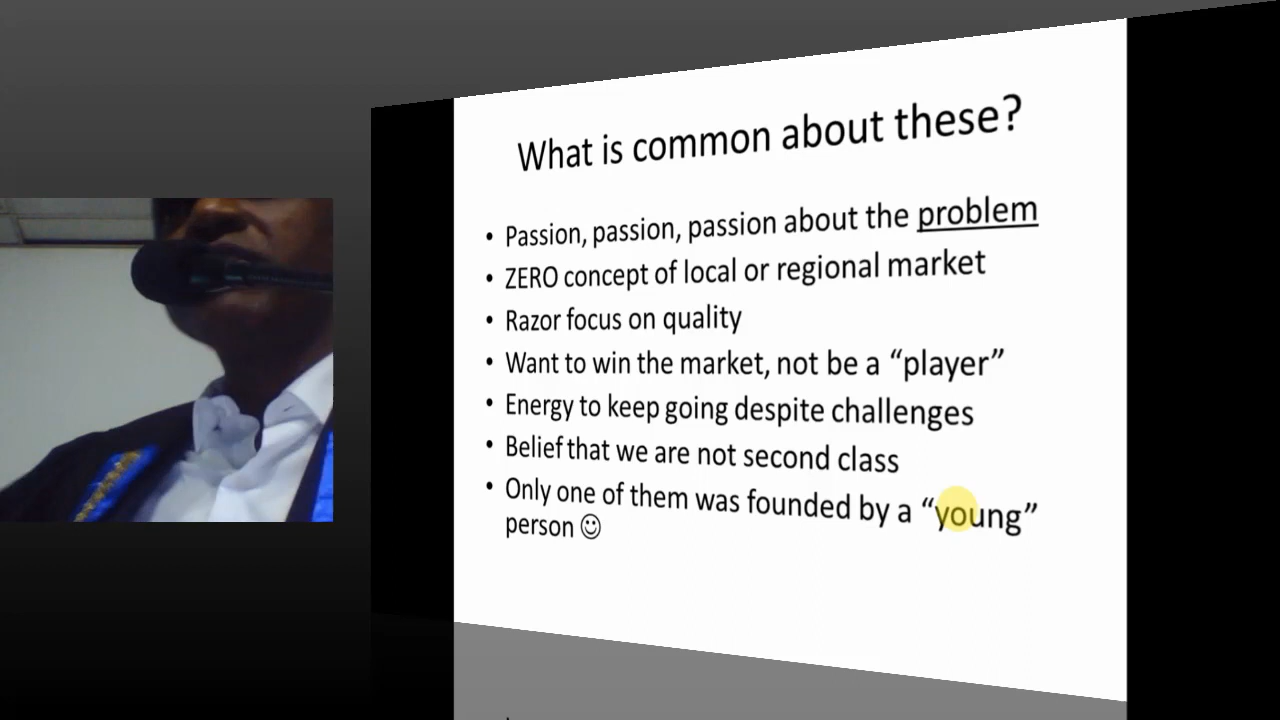 What is common about these?
• Passion, passion, passion about the problem
• ZERO concept of local or regional market
• Razor focus on quality
• Want to win the market, not be a “player”
• Energy to keep going despite challenges
• Belief that we are not second class
• Only one of them was founded by a “young”
person ☺